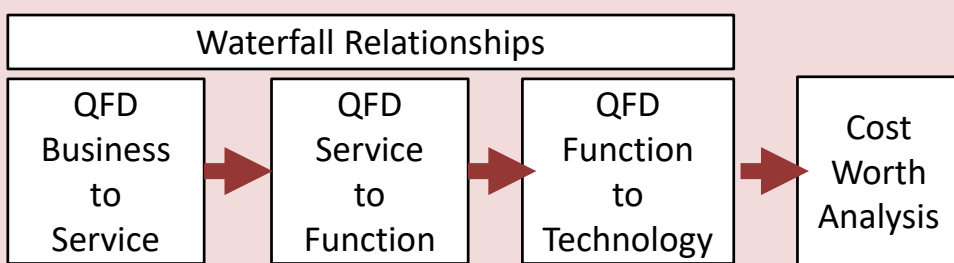 Waterfall Relationships
QFD
Business
to
Service
QFD
Service
to
Function
QFD
Function
to
Technology
Cost
Worth
Analysis